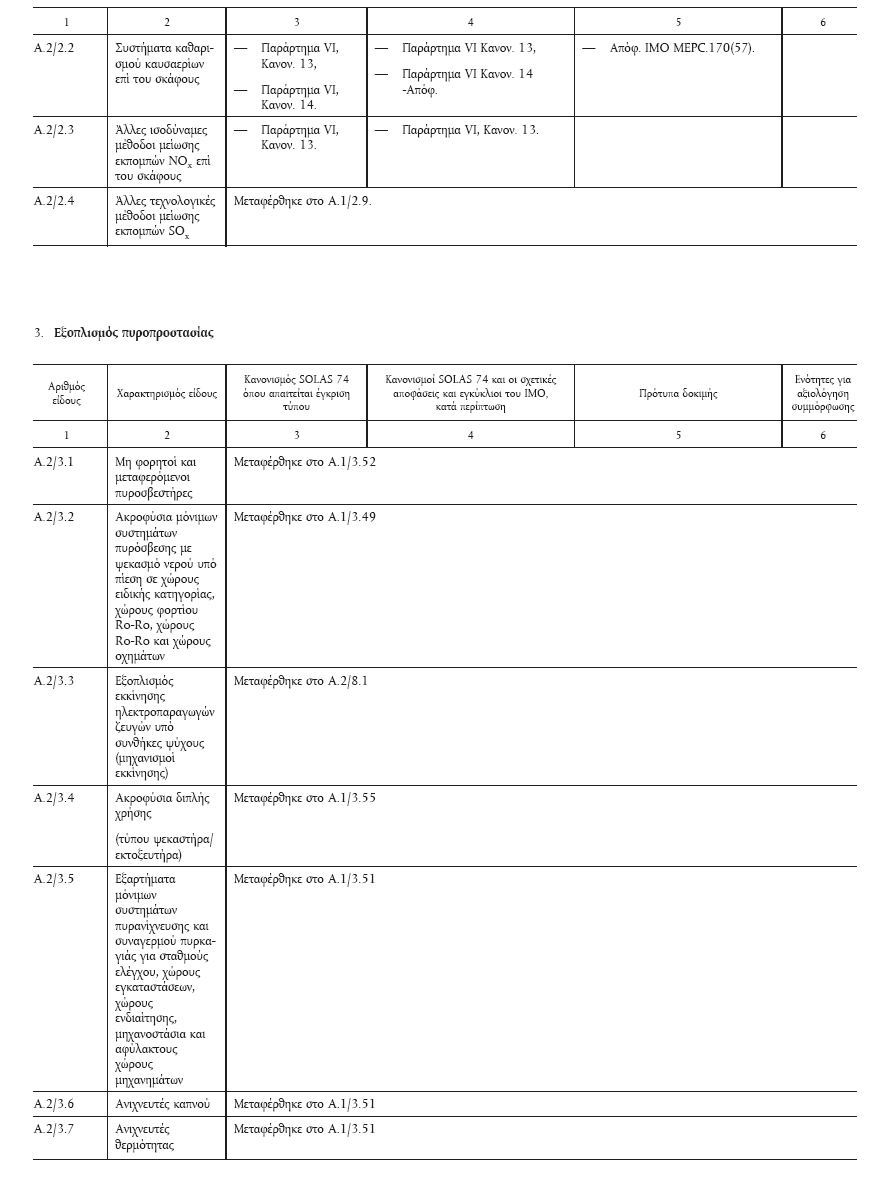 1 2 3 4 5 6
A.2/2.2 Συστήματα καθαρι-
σμού καυσαερίων
επί του σκάφους
— Παράρτημα VI,
Κανον. 13,
— Παράρτημα VI,
Κανον. 14.
— Παράρτημα VI Κανον. 13,
— Παράρτημα VI Κανον. 14
-Απόφ.
— Απόφ. IMO MEPC.170(57).
A.2/2.3 Άλλες ισοδύναμες
μέθοδοι μείωσης
εκπομπών NOx επί
του σκάφους
— Παράρτημα VI,
Κανον. 13.
— Παράρτημα VI, Κανον. 13.
A.2/2.4 Άλλες τεχνολογικές
μέθοδοι μείωσης
εκπομπών SOx
Μεταφέρθηκε στο A.1/2.9.
3. Εξοπλισμός πυροπροστασίας
Αριθμός
είδους
Χαρακτηρισμός είδους
Κανονισμός SOLAS 74
όπου απαιτείται έγκριση
τύπου
Κανονισμοί SOLAS 74 και οι σχετικές
αποφάσεις και εγκύκλιοι του ΙΜΟ,
κατά περίπτωση
Πρότυπα δοκιμής
Ενότητες για
αξιολόγηση
συμμόρφωσης
1 2 3 4 5 6
A.2/3.1 Μη φορητοί και
μεταφερόμενοι
πυροσβεστήρες
Μεταφέρθηκε στο A.1/3.52
A.2/3.2 Ακροφύσια μόνιμων
συστημάτων
πυρόσβεσης με
ψεκασμό νερού υπό
πίεση σε χώρους
ειδικής κατηγορίας,
χώρους φορτίου
Ro-Ro, χώρους
Ro-Ro και χώρους
οχημάτων
Μεταφέρθηκε στο A.1/3.49
A.2/3.3 Εξοπλισμός
εκκίνησης
ηλεκτροπαραγωγών
ζευγών υπό
συνθήκες ψύχους
(μηχανισμοί
εκκίνησης)
Μεταφέρθηκε στο A.2/8.1
A.2/3.4 Ακροφύσια διπλής
χρήσης
(τύπου ψεκαστήρα/
εκτοξευτήρα)
Μεταφέρθηκε στο A.1/3.55
A.2/3.5 Εξαρτήματα
μόνιμων
συστημάτων
πυρανίχνευσης και
συναγερμού πυρκα-
γιάς για σταθμούς
ελέγχου, χώρους
εγκαταστάσεων,
χώρους
ενδιαίτησης,
μηχανοστάσια και
αφύλακτους
χώρους
μηχανημάτων
Μεταφέρθηκε στο A.1/3.51
A.2/3.6 Ανιχνευτές καπνού Μεταφέρθηκε στο A.1/3.51
A.2/3.7 Ανιχνευτές
θερμότητας
Μεταφέρθηκε στο A.1/3.51